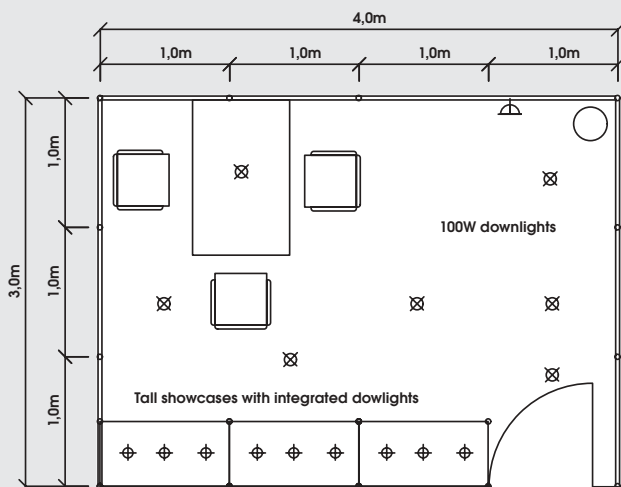 4,0m
1,0m 1,0m 1,0m 1,0m
1,0m
3,0m
100W downlights
1,0m
1,0m
Tall showcases with integrated dowlights